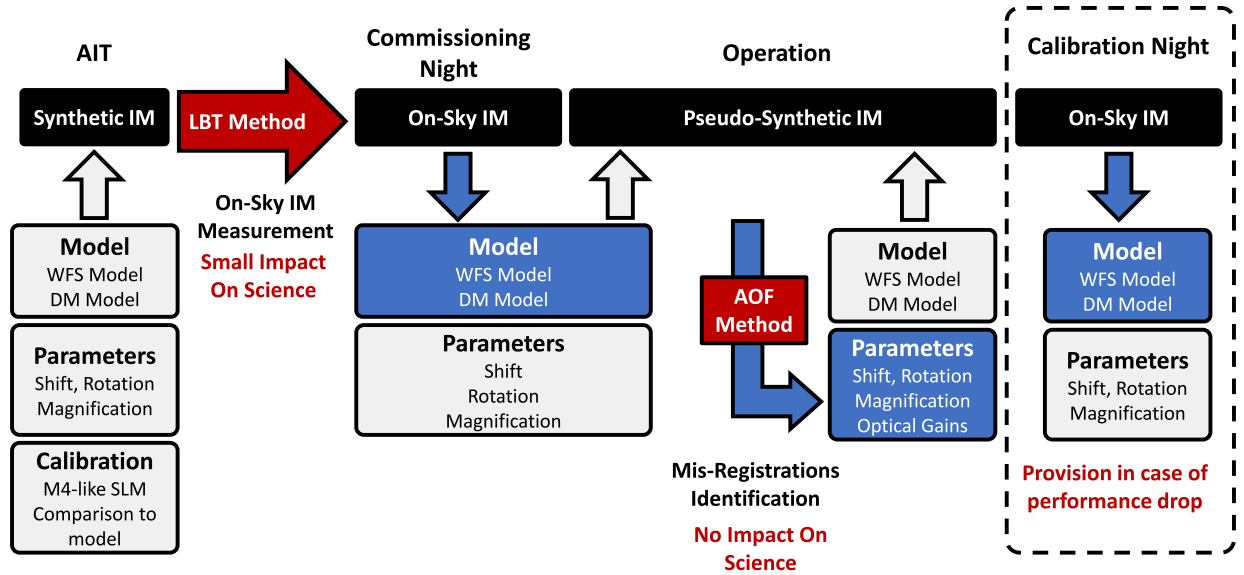 AIT
Synthetic IM
Model
WFS Model
DM Model
Parameters
Shift, Rotation
Magnification
Calibration
M4-like SLM
Comparison to
model
LBT Method
On-Sky IM
Measurement
Small Impact
On Science
Commissioning
Night
On-Sky IM
Model
WFS Model
DM Model
Parameters
Shift
Rotation
Magnification
Operation
Pseudo-Synthetic IM
AOF
Method
Mis-Registrations
Identification
No Impact On
Science
Model
WFS Model
DM Model
Parameters
Shift, Rotation
Magnification
Optical Gains
Calibration Night
On-Sky IM
Model
WFS Model
DM Model
Parameters
Shift, Rotation
Magnification
Provision in case of
performance drop